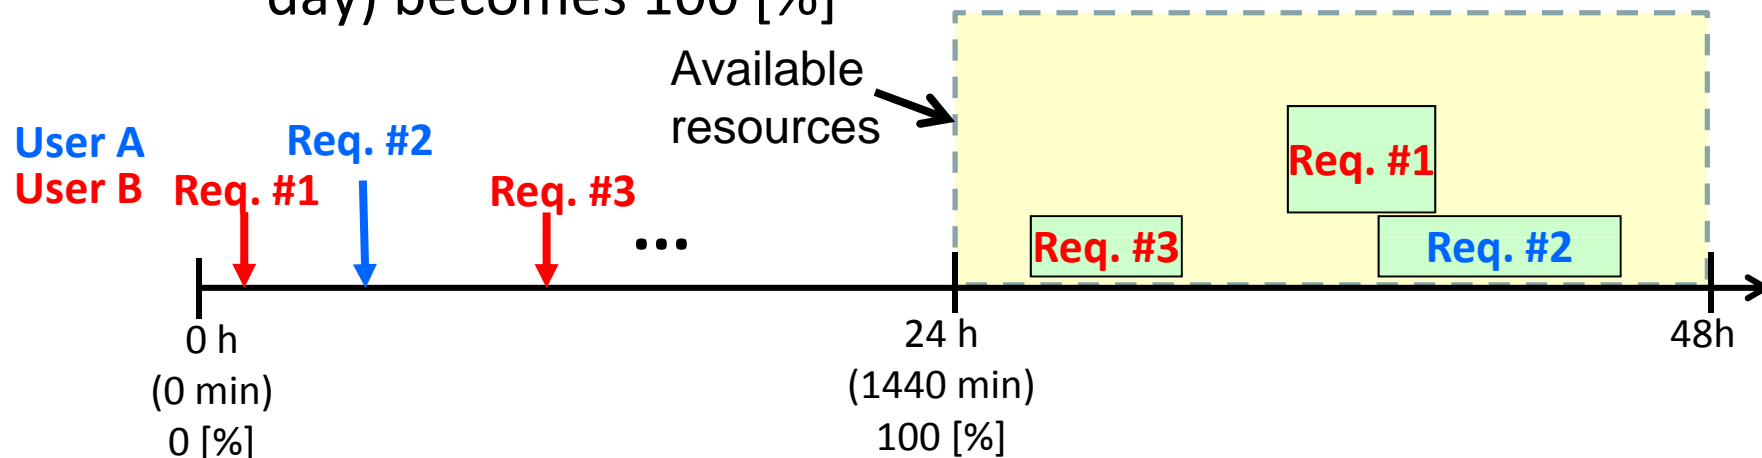 day) becomes 100 [%]
Available
resources
User A
Req. #2
User B
Req. #1
Req. #3
...
Req. #1
Req. #3
Req. #2
0 h
(0 min)
0 [%]
24 h
(1440 min)
100 [%]
48h